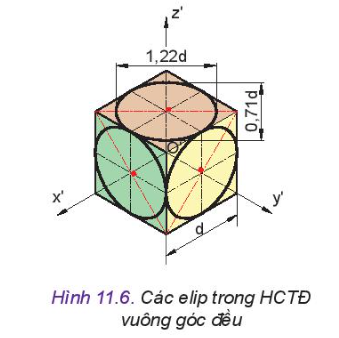 z'
1,22d
0,71d
O'
x'
y'
d
Hình 11.6. Các elip trong HCTĐ
vuông góc đều